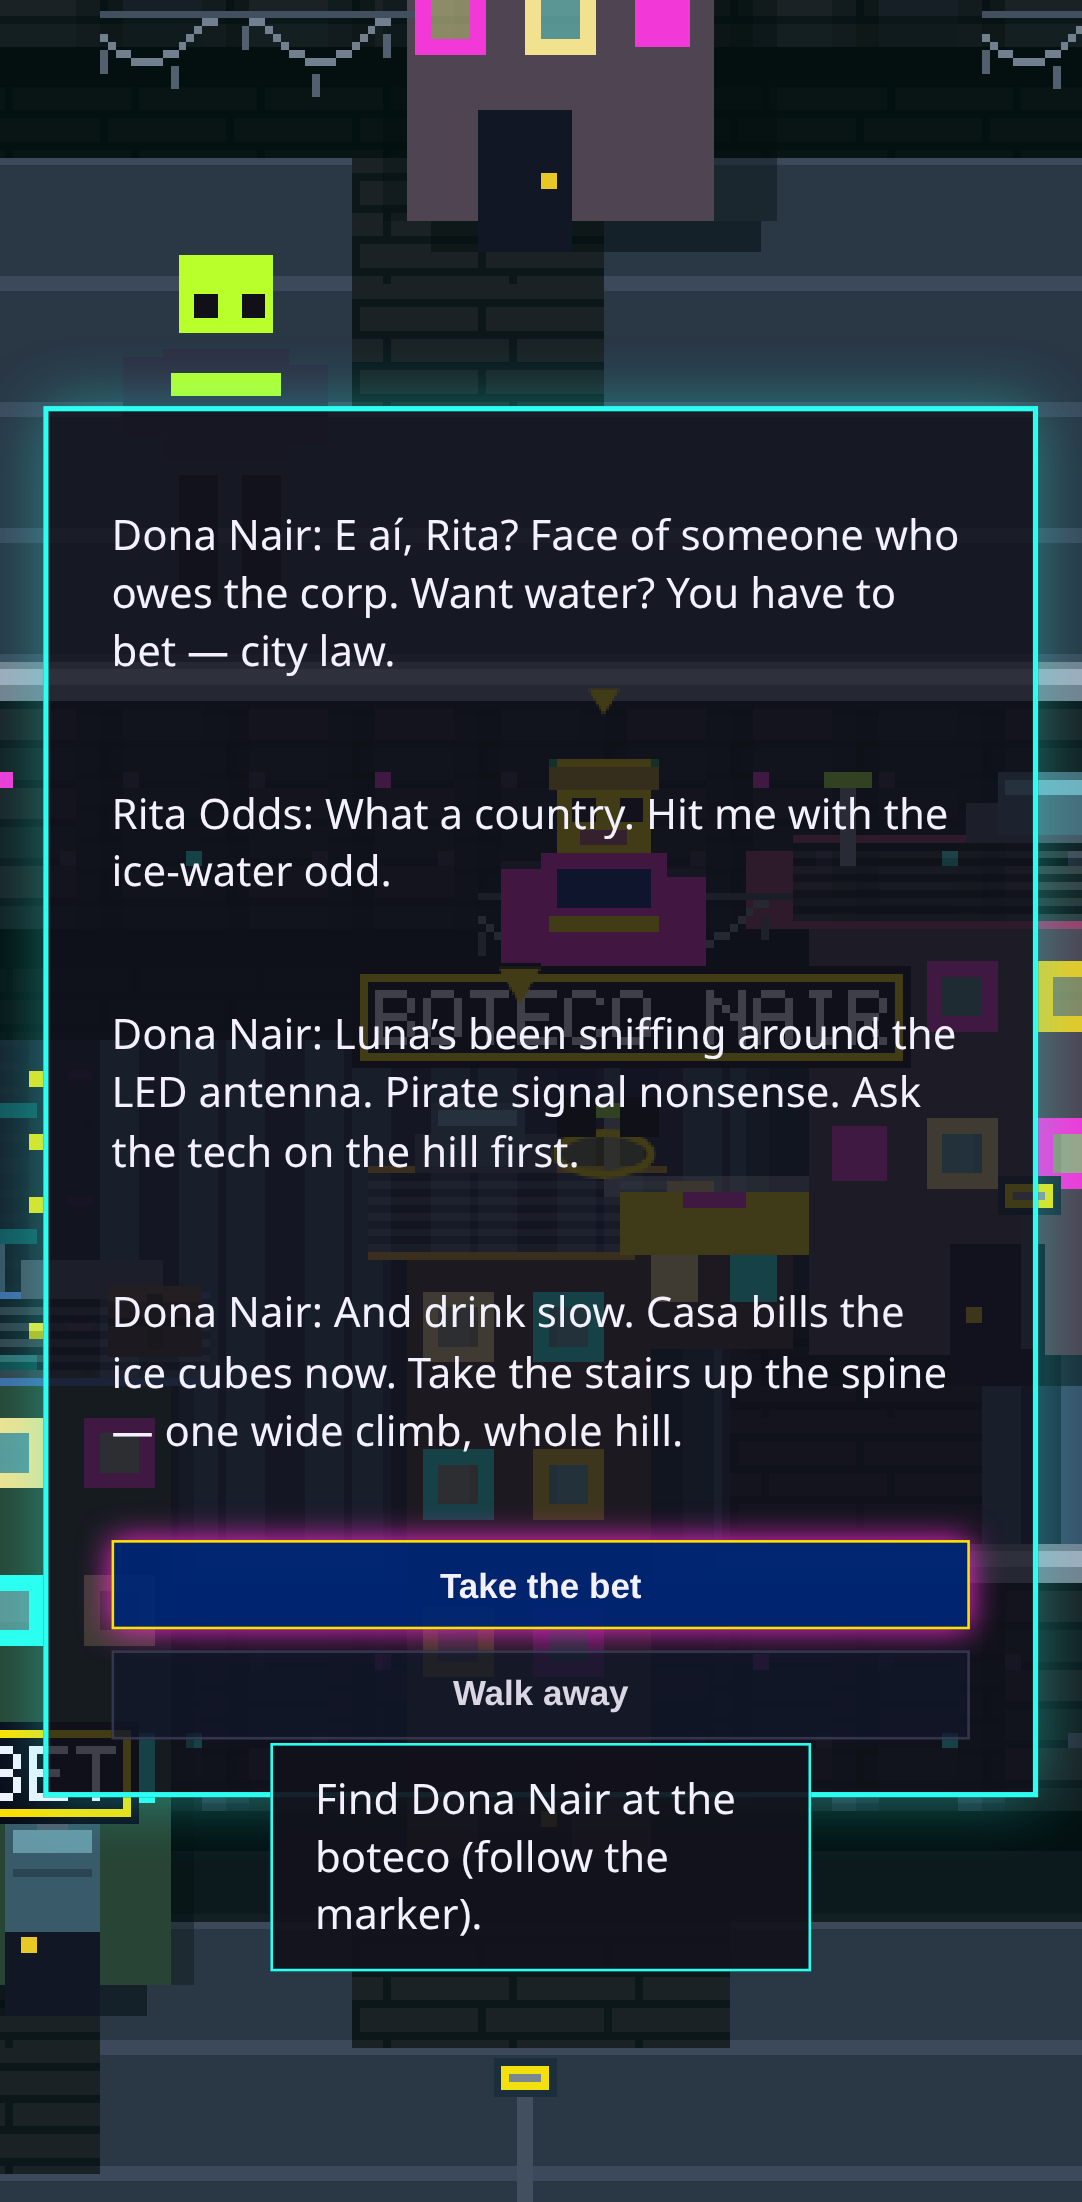 Dona Nair: E aí, Rita? Face of someone who
owes the corp. Want water? You have to
bet — city law.
Rita Odds: What a country. Hit me with the
ice-water odd.
BOTECO NAIR
Dona Nair: Luna’s been sniffing around the
LED antenna. Pirate signal nonsense. Ask
the tech on the hill first.
Dona Nair: And drink slow. Casa bills the
ice cubes now. Take the stairs up the spine
— one wide climb, whole hill.
Take the bet
Walk away
BET
Find Dona Nair at the
boteco (follow the
marker).